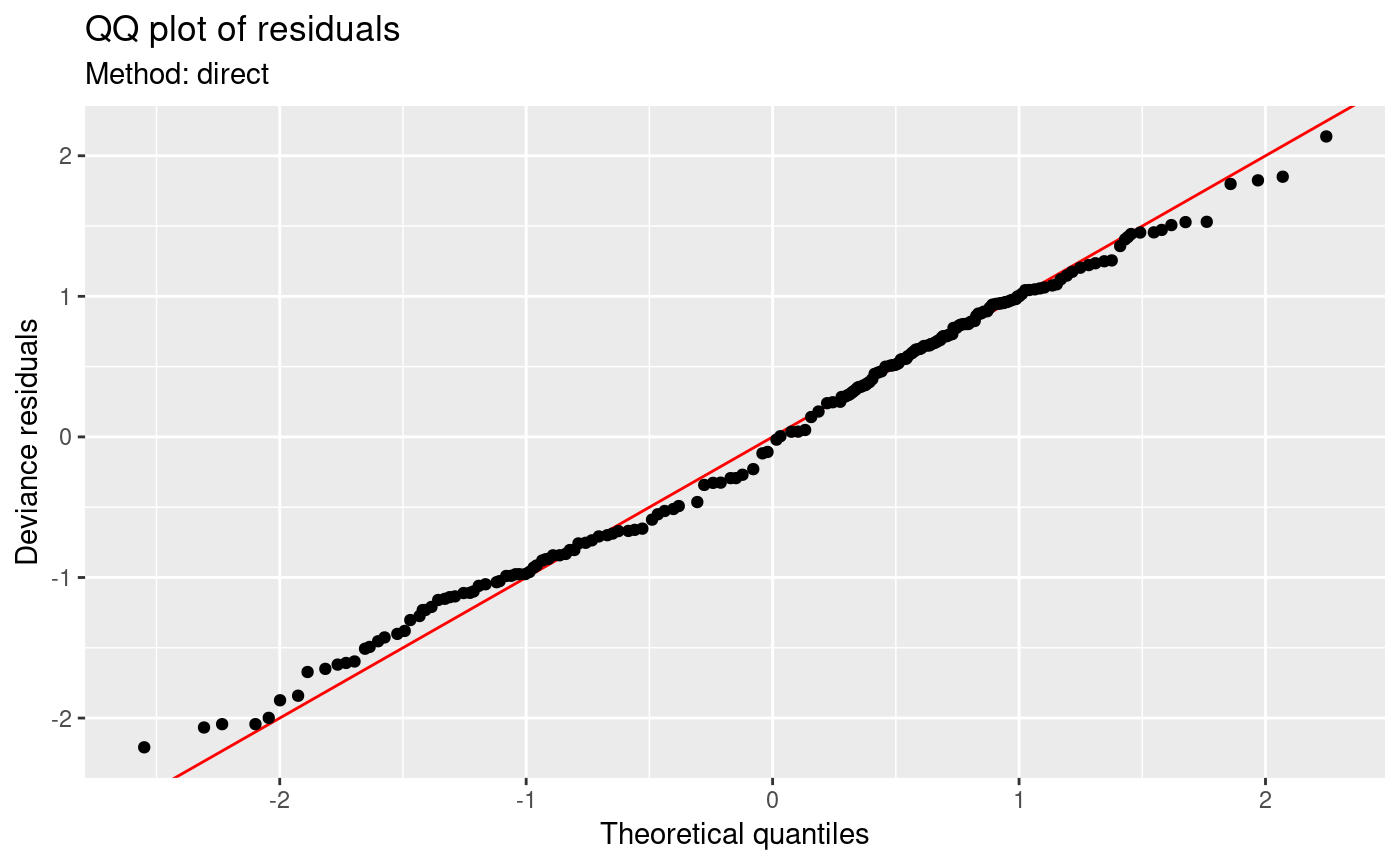 QQ plot of residuals
Method: direct
Deviance residuals
2
1
0
-1
-2
-2
-1
0
1
2
Theoretical quantiles